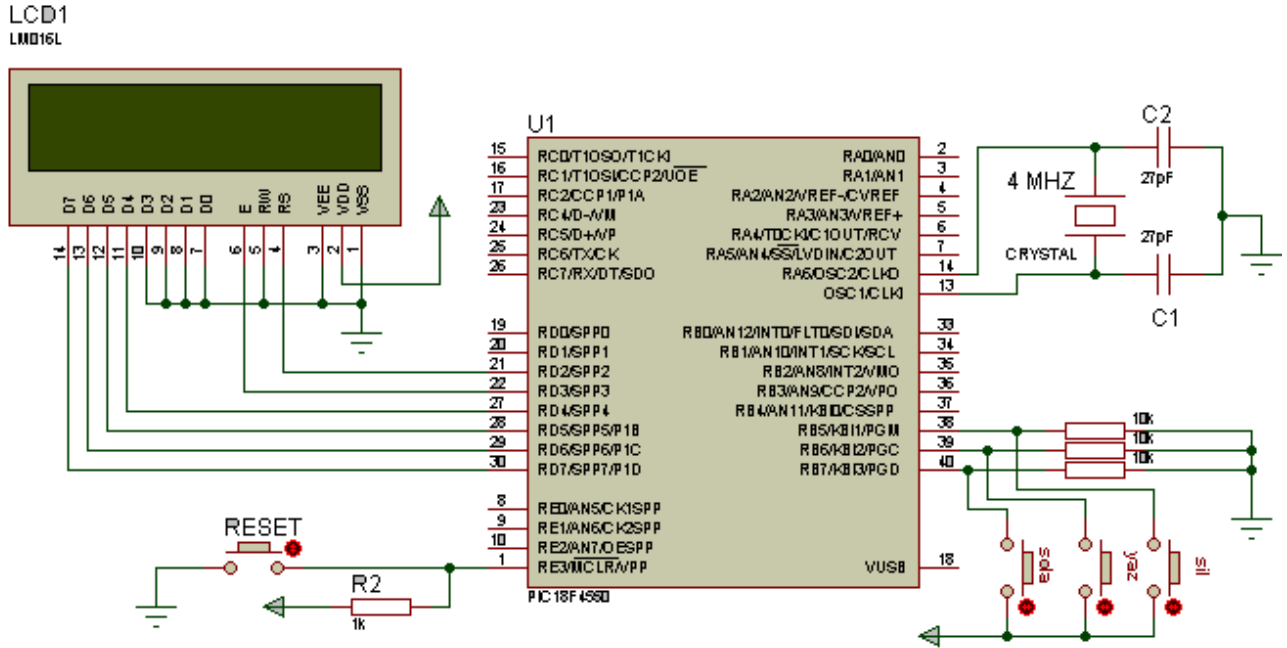 LCD1
LM016L
D7 D6 D5 D4 D3 D2 D1 D0 E RW RS VEE VDD VSS
14 13 12 11 10 9 8 7 6 5 4 3 2 1
U1
15 RC0/T1OSO/T1CKI
16 RC1/T1OSI/CCP2/UOE
17 RC2/CCP1/P1A
23 RC4/D-/VM
24 RC5/D+/VP
25 RC6/TX/CK
26 RC7/RX/DT/SDO
19 RD0/SPP0
20 RD1/SPP1
21 RD2/SPP2
22 RD3/SPP3
27 RD4/SPP4
28 RD5/SPP5/P1B
29 RD6/SPP6/P1C
30 RD7/SPP7/P1D
8 RE0/AN5/CK1SPP
9 RE1/AN6/CK2SPP
10 RE2/AN7/OESPP
1 RE3/MCLR/VPP
RA0/AN0 2
RA1/AN1 3
RA2/AN2/VREF-/CVREF 4
RA3/AN3/VREF+ 5
RA4/T0CKI/C1OUT/RCV 6
RA5/AN4/SS/LVDIN/C2OUT 7
RA6/OSC2/CLKO 14
OSC1/CLKI 13
RB0/AN12/INT0/FLT0/SDI/SDA 33
RB1/AN10/INT1/SCK/SCL 34
RB2/AN8/INT2/VMO 35
RB3/AN9/CCP2/VPO 36
RB4/AN11/KBI0/CSSPP 37
RB5/KBI1/PGM 38
RB6/KBI2/PGC 39
RB7/KBI3/PGD 40
VUSB 18
PIC18F4550
C2
27pF
4 MHZ
CRYSTAL
27pF
C1
10k
10k
10k
RESET
R2
1k
sda
yaz
sil